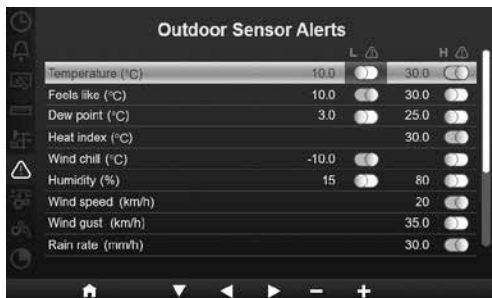 Outdoor Sensor Alerts
L H
Temperature (°C) 10.0 30.0
Feels like (°C) 10.0 30.0
Dew point (°C) 3.0 25.0
Heat index (°C) 30.0
Wind chill (°C) -10.0
Humidity (%) 15 80
Wind speed (km/h) 20
Wind gust (km/h) 35.0
Rain rate (mm/h) 30.0